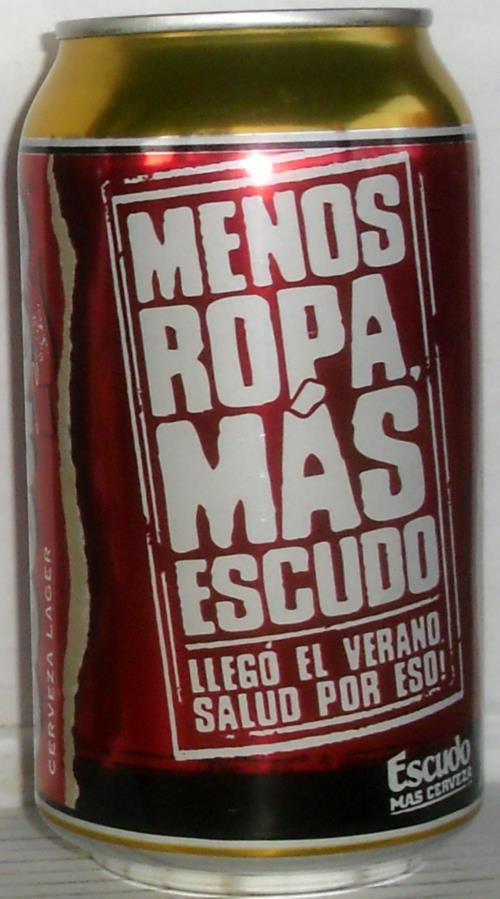 MENOS
ROPA,
MÁS
ESCUDO
LLEGÓ EL VERANO.
SALUD POR ESO!
Escudo
MAS CERVEZA
CERVEZA LAGER